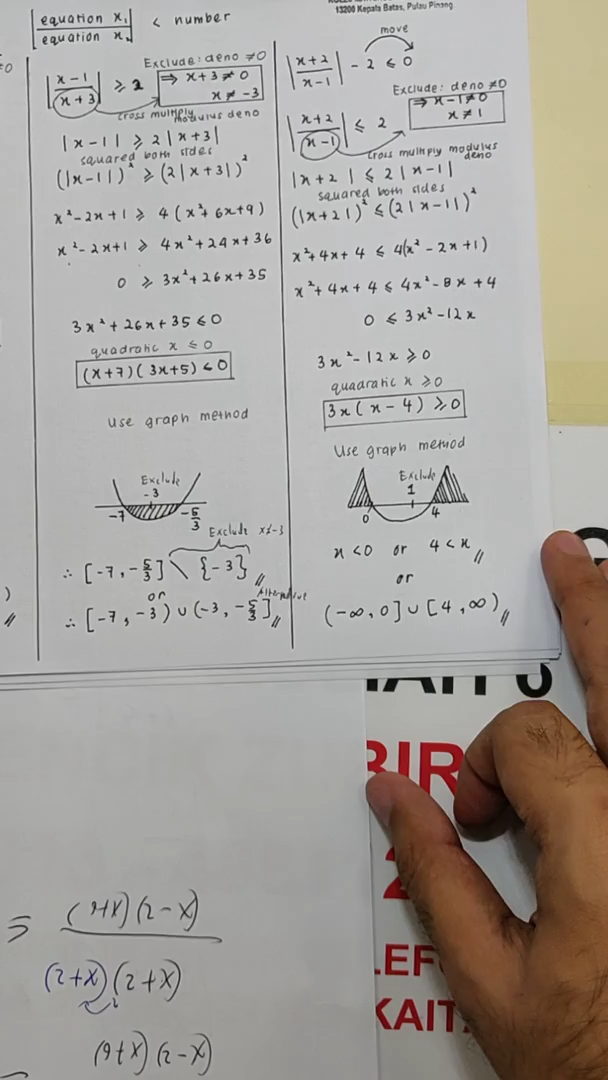 |equation x₁ / equation x₂| < number
13200 Kepala Batas, Pulau Pinang
|x-1 / x+3| ≥ 2
Exclude: deno ≠0
⇒ x+3 ≠ 0
x ≠ -3
cross multiply modulus deno
|x-1| ≥ 2|x+3|
squared both sides
(|x-1|)² ≥ (2|x+3|)²
x²-2x+1 ≥ 4(x²+6x+9)
x²-2x+1 ≥ 4x²+24x+36
0 ≥ 3x²+26x+35
3x²+26x+35 ≤ 0
quadratic x ≤ 0
(x+7)(3x+5) ≤ 0
Use graph method
Exclude
-3
-7
-5/3
Exclude x≠-3
∴ [-7, -5/3] \ {-3} //
or
Alternative
∴ [-7, -3) ∪ (-3, -5/3] //
move
|x+2 / x-1| - 2 ≤ 0
Exclude: deno ≠0
⇒ x-1≠0
x ≠ 1
|x+2 / x-1| ≤ 2
cross multiply modulus deno
|x+2| ≤ 2|x-1|
squared both sides
(|x+2|)² ≤ (2|x-1|)²
x²+4x+4 ≤ 4(x²-2x+1)
x²+4x+4 ≤ 4x²-8x+4
0 ≤ 3x²-12x
3x²-12x ≥ 0
quadratic x ≥ 0
3x(x-4) ≥ 0
Use graph method
Exclude
1
0
4
x<0 or 4<x //
or
(-∞, 0] ∪ [4, ∞) //
BIR
2
LEF
KAIT
(x-2)
(x+2)(x+2)
(x-2)(x+9)